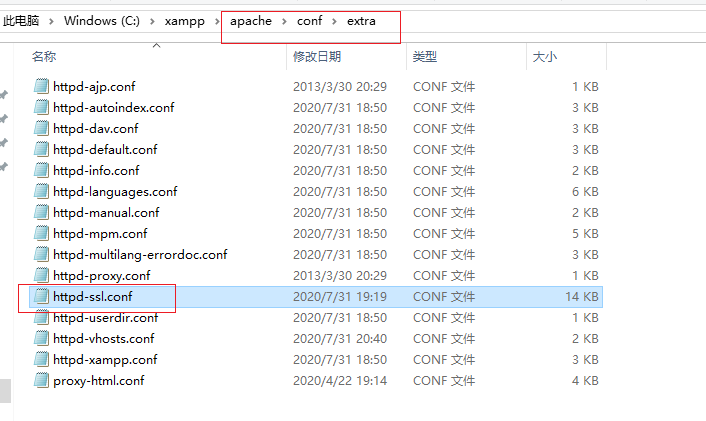 此电脑 > Windows (C:) > xampp > apache > conf > extra
名称 修改日期 类型 大小
httpd-ajp.conf 2013/3/30 20:29 CONF 文件 1 KB
httpd-autoindex.conf 2020/7/31 18:50 CONF 文件 3 KB
httpd-dav.conf 2020/7/31 18:50 CONF 文件 3 KB
httpd-default.conf 2020/7/31 18:50 CONF 文件 3 KB
httpd-info.conf 2020/7/31 18:50 CONF 文件 2 KB
httpd-languages.conf 2020/7/31 18:50 CONF 文件 6 KB
httpd-manual.conf 2020/7/31 18:50 CONF 文件 2 KB
httpd-mpm.conf 2020/7/31 18:50 CONF 文件 5 KB
httpd-multilang-errordoc.conf 2020/7/31 18:50 CONF 文件 3 KB
httpd-proxy.conf 2013/3/30 20:29 CONF 文件 1 KB
httpd-ssl.conf 2020/7/31 19:19 CONF 文件 14 KB
httpd-userdir.conf 2020/7/31 18:50 CONF 文件 1 KB
httpd-vhosts.conf 2020/7/31 20:40 CONF 文件 2 KB
httpd-xampp.conf 2020/7/31 18:50 CONF 文件 3 KB
proxy-html.conf 2020/4/22 19:14 CONF 文件 4 KB